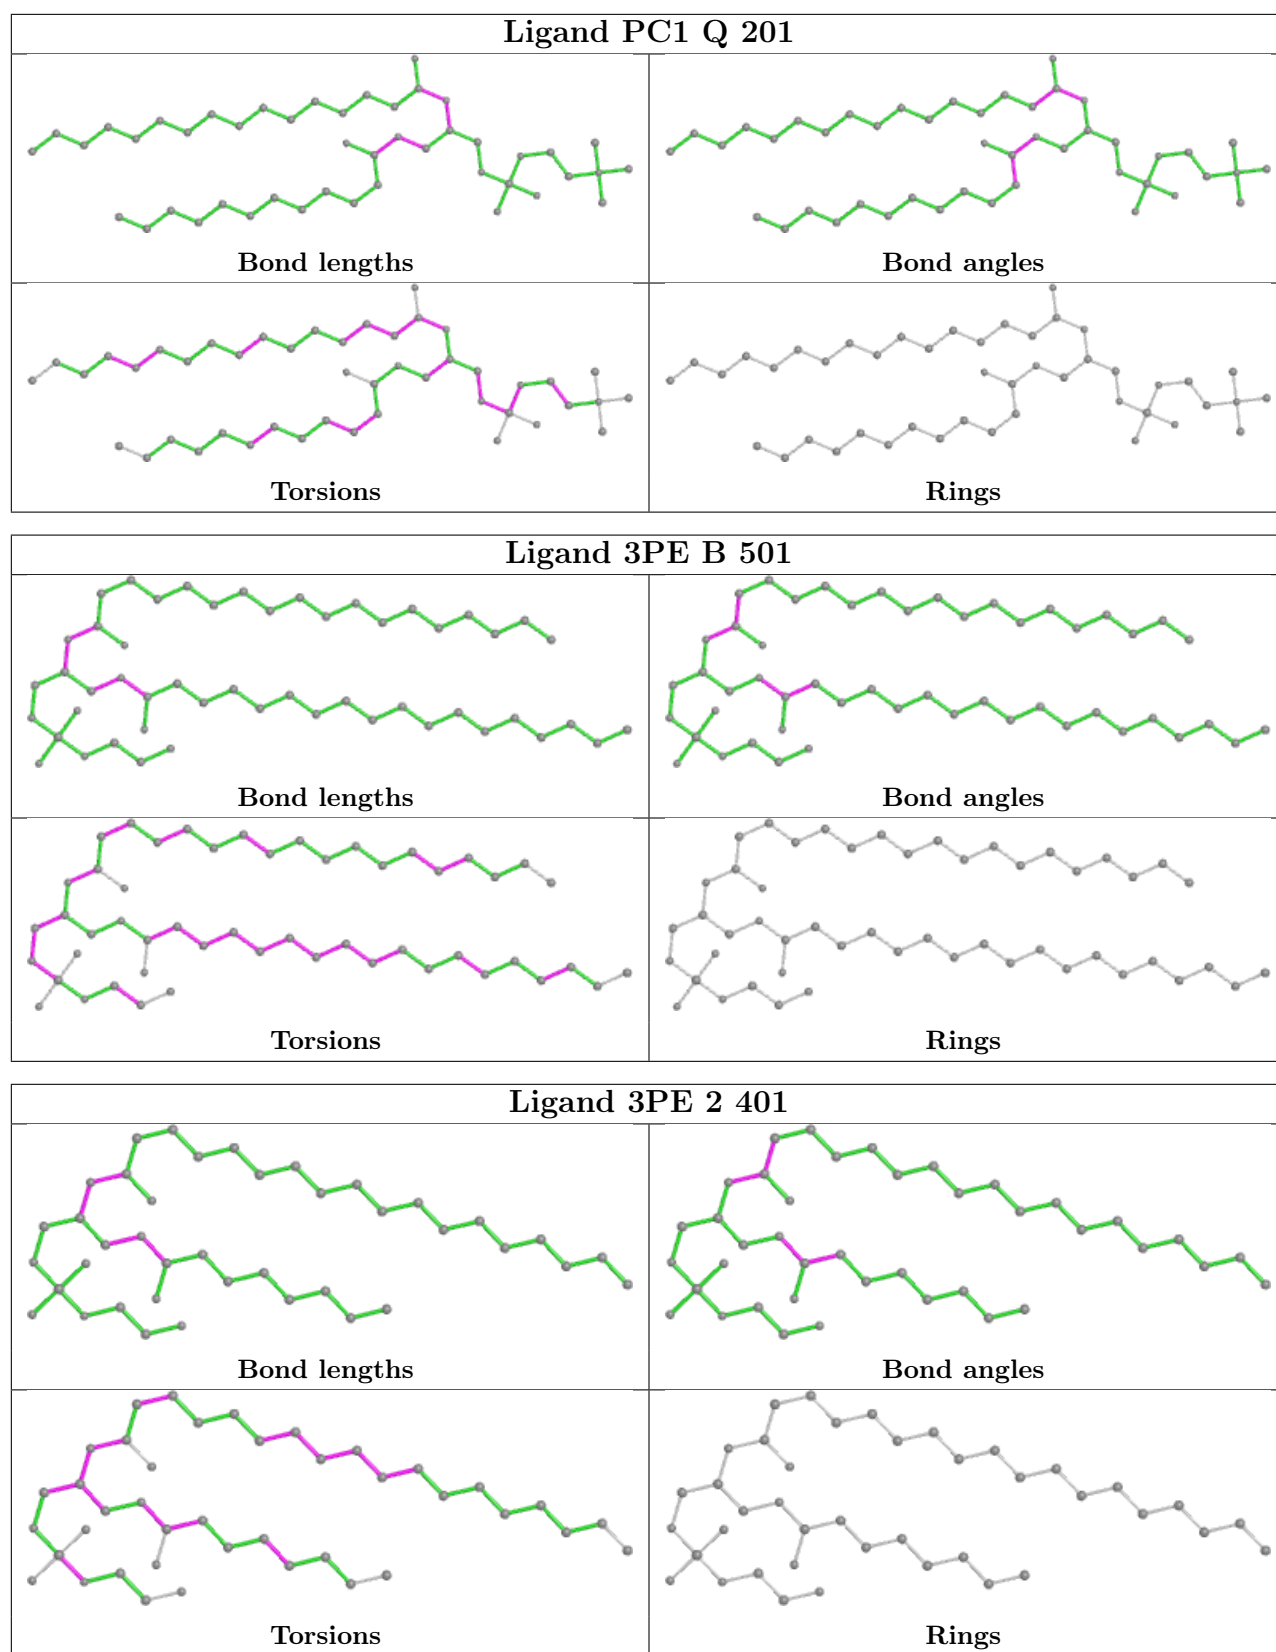 Ligand PC1 Q 201
Bond lengths
Bond angles
Torsions
Rings
Ligand 3PE B 501
Bond lengths
Bond angles
Torsions
Rings
Ligand 3PE 2 401
Bond lengths
Bond angles
Torsions
Rings